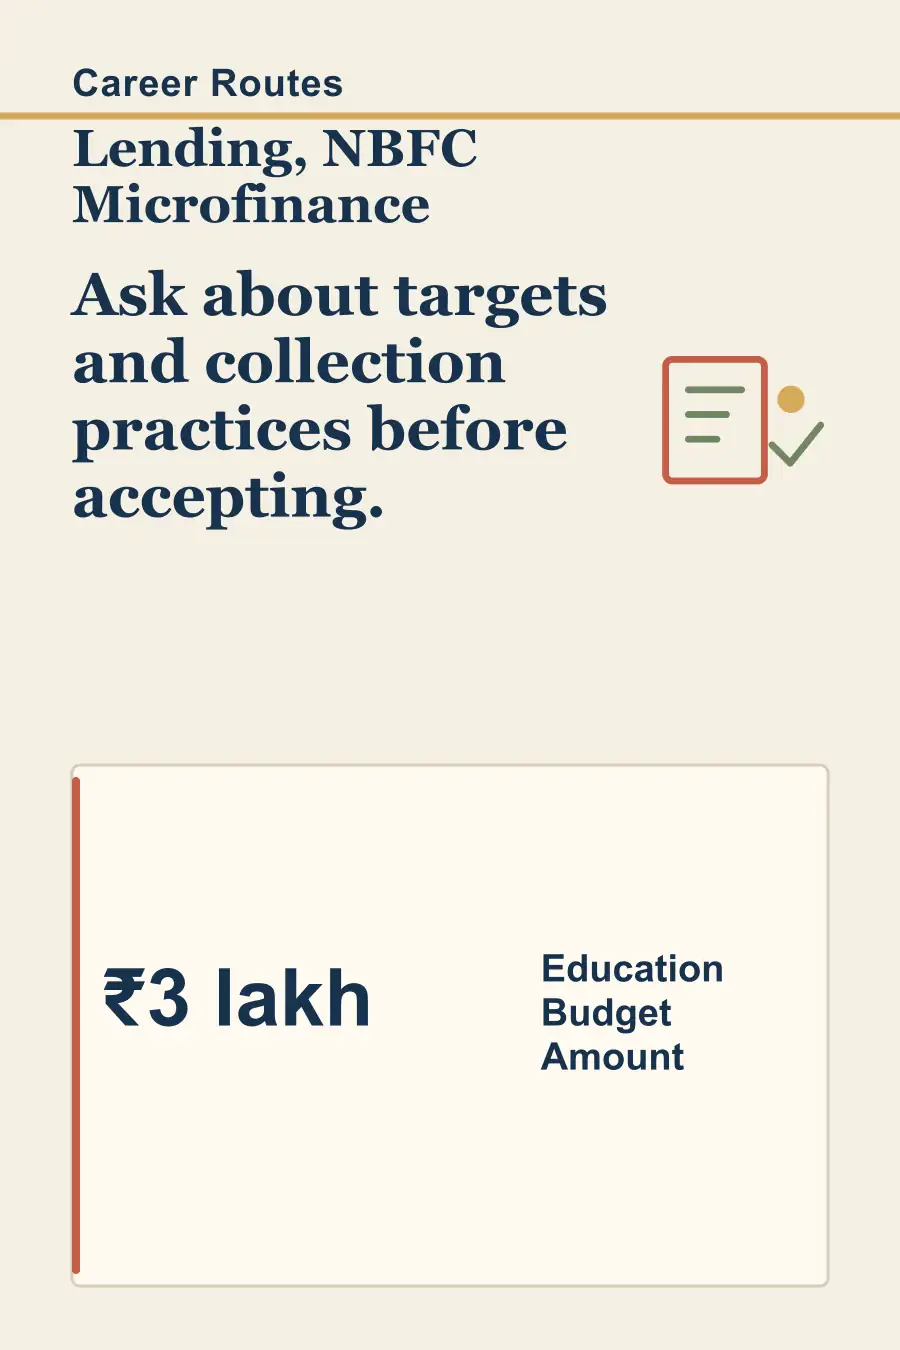 Career Routes
Lending, NBFC
Microfinance
Ask about targets
and collection
practices before
accepting.
₹3 lakh
Education
Budget
Amount